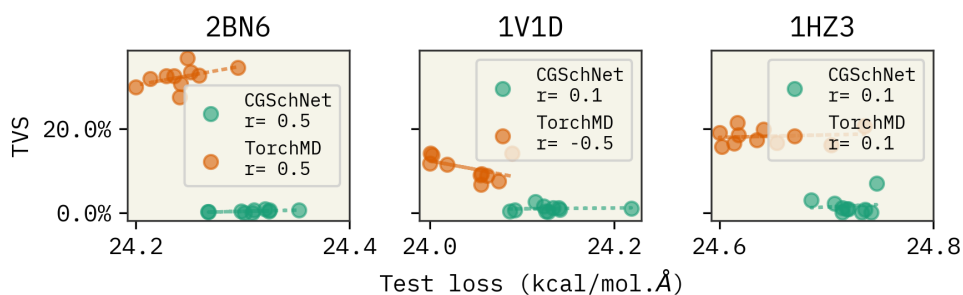 2BN6
1V1D
1HZ3
TVS
20.0%
0.0%
CGSchNet
r= 0.5
TorchMD
r= 0.5
CGSchNet
r= 0.1
TorchMD
r= -0.5
CGSchNet
r= 0.1
TorchMD
r= 0.1
24.2 24.4
24.0 24.2
24.6 24.8
Test loss (kcal/mol.Å)